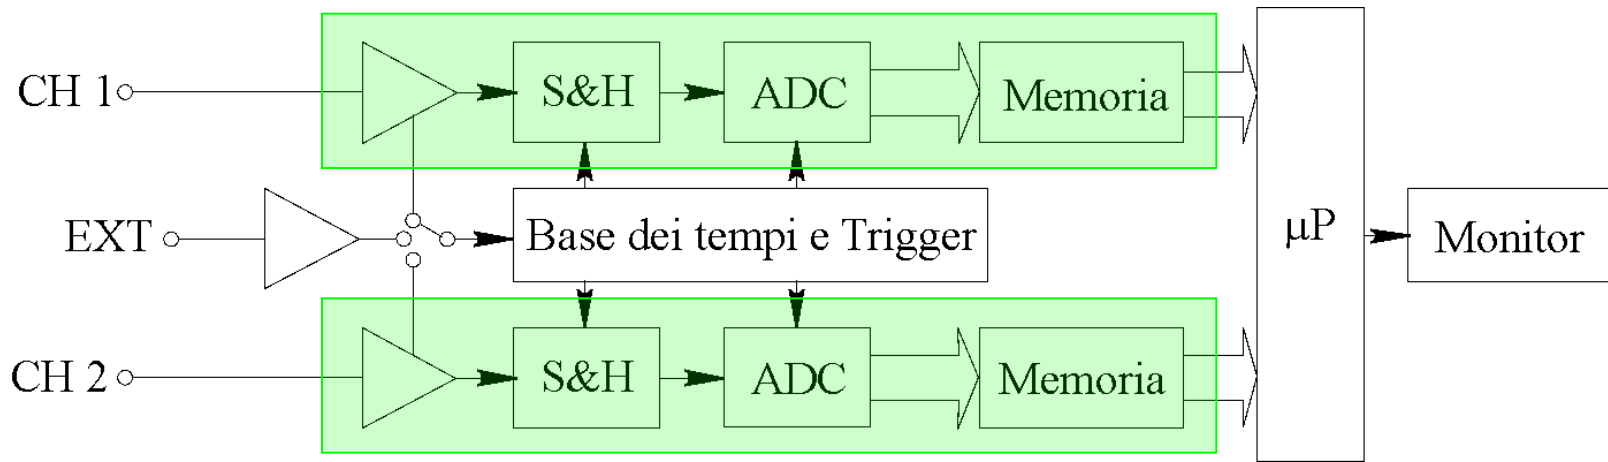 CH 1
S&H
ADC
Memoria
EXT
Base dei tempi e Trigger
µP
Monitor
CH 2
S&H
ADC
Memoria